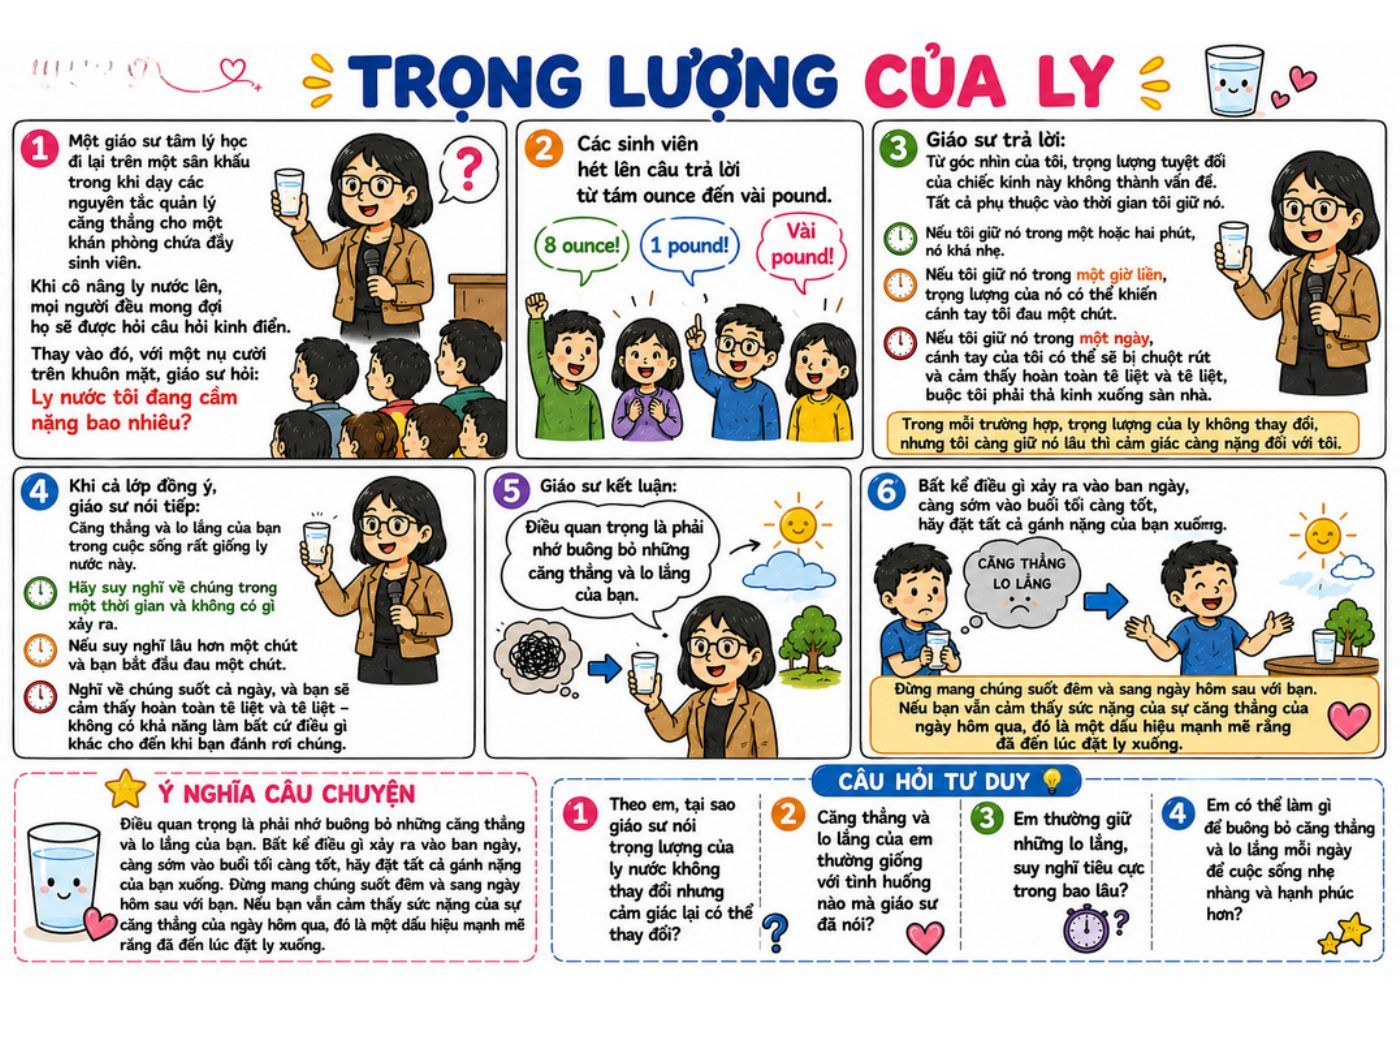 TRỌNG LƯỢNG CỦA LY
1
Một giáo sư tâm lý học
đi lại trên một sân khấu
trong khi dạy các
nguyên tắc quản lý
căng thẳng cho một
khán phòng chứa đầy
sinh viên.
Khi cô nâng ly nước lên,
mọi người đều mong đợi
họ sẽ được hỏi câu hỏi kinh điển.
Thay vào đó, với một nụ cười
trên khuôn mặt, giáo sư hỏi:
Ly nước tôi đang cầm
nặng bao nhiêu?
?
2
Các sinh viên
hét lên câu trả lời
từ tám ounce đến vài pound.
8 ounce!
1 pound!
Vài
pound!
3
Giáo sư trả lời:
Từ góc nhìn của tôi, trọng lượng tuyệt đối
của chiếc kính này không thành vấn đề.
Tất cả phụ thuộc vào thời gian tôi giữ nó.
Nếu tôi giữ nó trong một hoặc hai phút,
nó khá nhẹ.
Nếu tôi giữ nó trong một giờ liền,
trọng lượng của nó có thể khiến
cánh tay tôi đau một chút.
Nếu tôi giữ nó trong một ngày,
cánh tay của tôi có thể sẽ bị chuột rút
và cảm thấy hoàn toàn tê liệt và tê liệt,
buộc tôi phải thả kính xuống sàn nhà.
Trong mỗi trường hợp, trọng lượng của ly không thay đổi,
nhưng tôi càng giữ nó lâu thì cảm giác càng nặng đối với tôi.
4
Khi cả lớp đồng ý,
giáo sư nói tiếp:
Căng thẳng và lo lắng của bạn
trong cuộc sống rất giống ly
nước này.
Hãy suy nghĩ về chúng trong
một thời gian và không có gì
xảy ra.
Nếu suy nghĩ lâu hơn một chút
và bạn bắt đầu đau một chút.
Nghĩ về chúng suốt cả ngày, và bạn sẽ
cảm thấy hoàn toàn tê liệt và tê liệt –
không có khả năng làm bất cứ điều gì
khác cho đến khi bạn đánh rơi chúng.
5
Giáo sư kết luận:
Điều quan trọng là phải
nhớ buông bỏ những
căng thẳng và lo lắng
của bạn.
6
Bất kể điều gì xảy ra vào ban ngày,
càng sớm vào buổi tối càng tốt,
hãy đặt tất cả gánh nặng của bạn xuống.
CĂNG THẲNG
LO LẮNG
Đừng mang chúng suốt đêm và sang ngày hôm sau với bạn.
Nếu bạn vẫn cảm thấy sức nặng của sự căng thẳng của
ngày hôm qua, đó là một dấu hiệu mạnh mẽ rằng
đã đến lúc đặt ly xuống.
Ý NGHĨA CÂU CHUYỆN
Điều quan trọng là phải nhớ buông bỏ những căng thẳng
và lo lắng của bạn. Bất kể điều gì xảy ra vào ban ngày,
càng sớm vào buổi tối càng tốt, hãy đặt tất cả gánh nặng
của bạn xuống. Đừng mang chúng suốt đêm và sang ngày
hôm sau với bạn. Nếu bạn vẫn cảm thấy sức nặng của sự
căng thẳng của ngày hôm qua, đó là một dấu hiệu mạnh mẽ
rằng đã đến lúc đặt ly xuống.
CÂU HỎI TƯ DUY
1
Theo em, tại sao
giáo sư nói
trọng lượng của
ly nước không
thay đổi nhưng
cảm giác lại có thể
thay đổi?
?
2
Căng thẳng và
lo lắng của em
thường giống
với tình huống
nào mà giáo sư
đã nói?
3
Em thường giữ
những lo lắng,
suy nghĩ tiêu cực
trong bao lâu?
?
4
Em có thể làm gì
để buông bỏ căng thẳng
và lo lắng mỗi ngày
để cuộc sống nhẹ
nhàng và hạnh phúc
hơn?